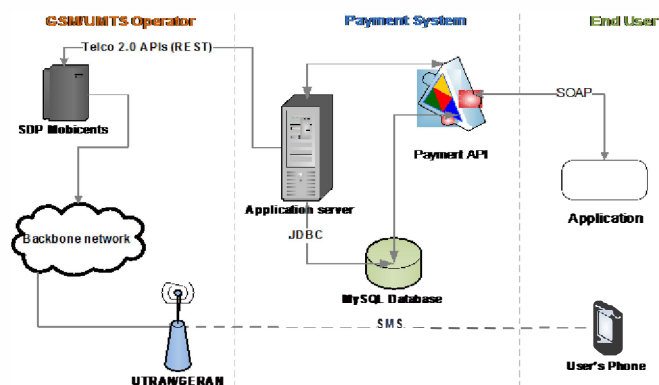 GSM/UMTS Operator
Payment System
End User
Telco 2.0 APIs (REST)
SOAP
SDP Mobicents
Payment API
Application server
Application
Backbone network
JDBC
MySQL Database
SMS
UTRAN/GERAN
User's Phone